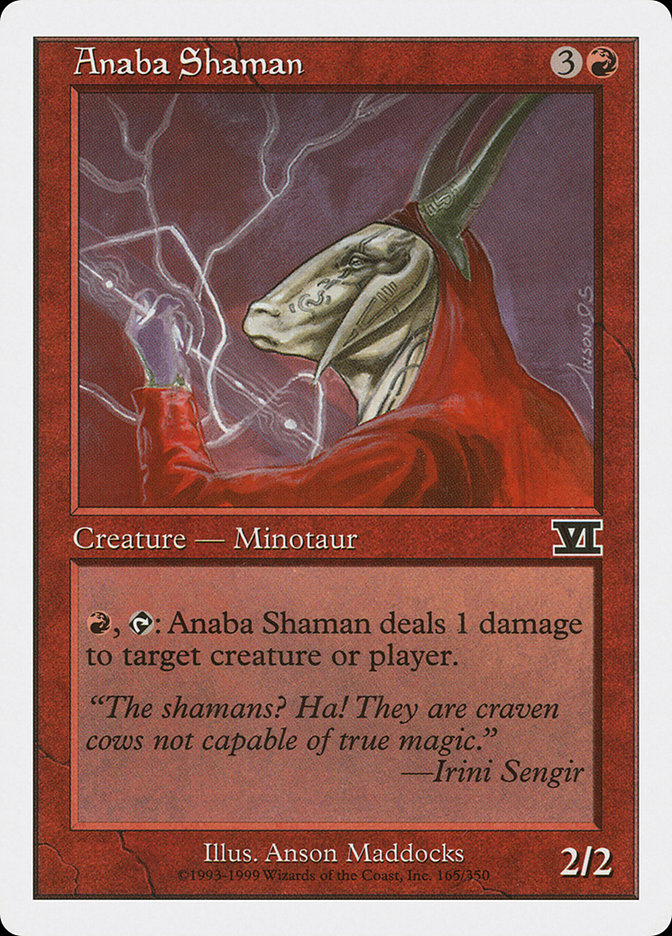 Anaba Shaman
3
ANSON DS
Creature — Minotaur
VI
, : Anaba Shaman deals 1 damage
to target creature or player.
“The shamans? Ha! They are craven
cows not capable of true magic.”
—Irini Sengir
Illus. Anson Maddocks
©1993-1999 Wizards of the Coast, Inc. 165/350
2/2